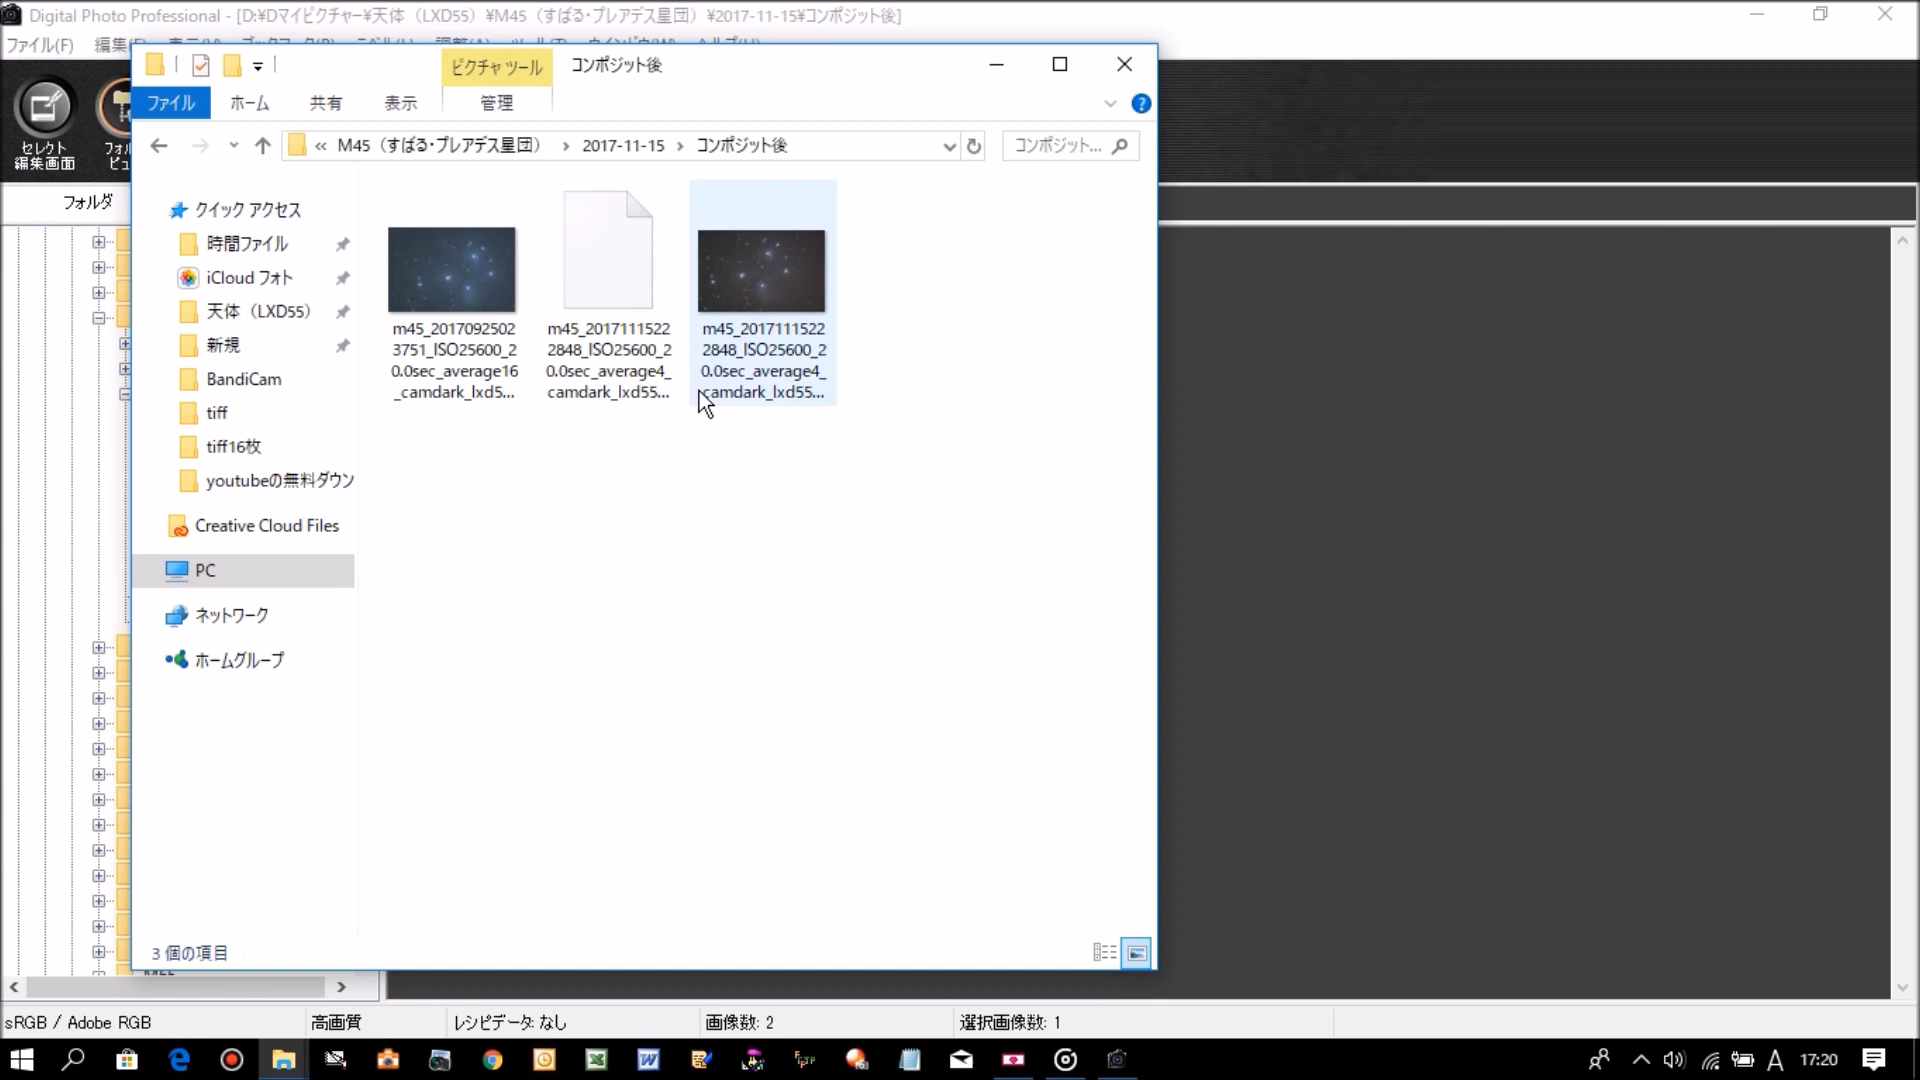 Digital Photo Professional - [D:¥Dマイピクチャー¥天体（LXD55）¥M45（すばる･プレアデス星団）¥2017-11-15¥コンポジット後]
ファイル(F)
ピクチャ ツール
コンポジット後
ファイル
ホーム
共有
表示
管理
セレクト
編集画面
« M45（すばる･プレアデス星団） › 2017-11-15 › コンポジット後
コンポジット...
フォルダ
クイック アクセス
時間ファイル
iCloud フォト
天体（LXD55）
新規
BandiCam
tiff
tiff16枚
youtubeの無料ダウン
Creative Cloud Files
PC
ネットワーク
ホームグループ
m45_2017092502
3751_ISO25600_2
0.0sec_average16
_camdark_lxd5...
m45_2017111522
2848_ISO25600_2
0.0sec_average4_
camdark_lxd55...
m45_2017111522
2848_ISO25600_2
0.0sec_average4_
camdark_lxd55...
3 個の項目
sRGB / Adobe RGB
高画質
レシピデータ: なし
画像数: 2
選択画像数: 1
A
17:20